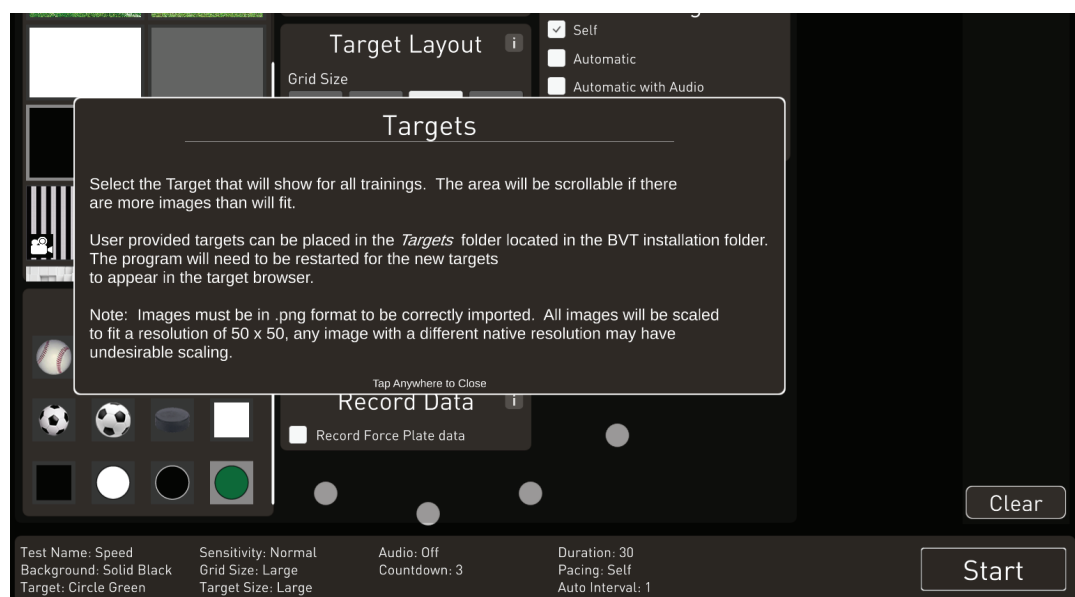 Self
Target Layout i
Automatic
Grid Size
Automatic with Audio
Targets
Select the Target that will show for all trainings.  The area will be scrollable if there
are more images than will fit.
User provided targets can be placed in the Targets folder located in the BVT installation folder.
The program will need to be restarted for the new targets
to appear in the target browser.
Note:  Images must be in .png format to be correctly imported.  All images will be scaled
to fit a resolution of 50 x 50, any image with a different native resolution may have
undesirable scaling.
Tap Anywhere to Close
Record Data i
Record Force Plate data
Clear
Test Name: Speed Sensitivity: Normal Audio: Off Duration: 30
Background: Solid Black Grid Size: Large Countdown: 3 Pacing: Self
Target: Circle Green Target Size: Large Auto Interval: 1
Start